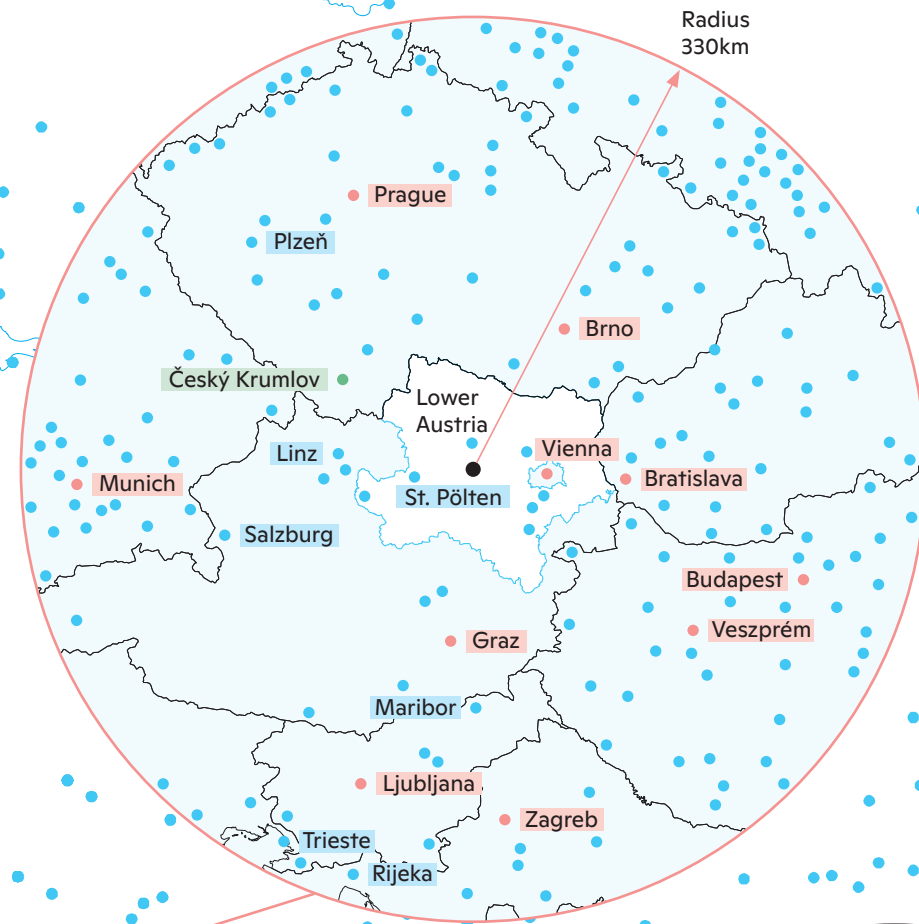 Radius
330km
Prague
Plzeň
Brno
Český Krumlov
Lower
Austria
Linz
Vienna
Munich
Bratislava
St. Pölten
Salzburg
Budapest
Veszprém
Graz
Maribor
Ljubljana
Zagreb
Trieste
Rijeka